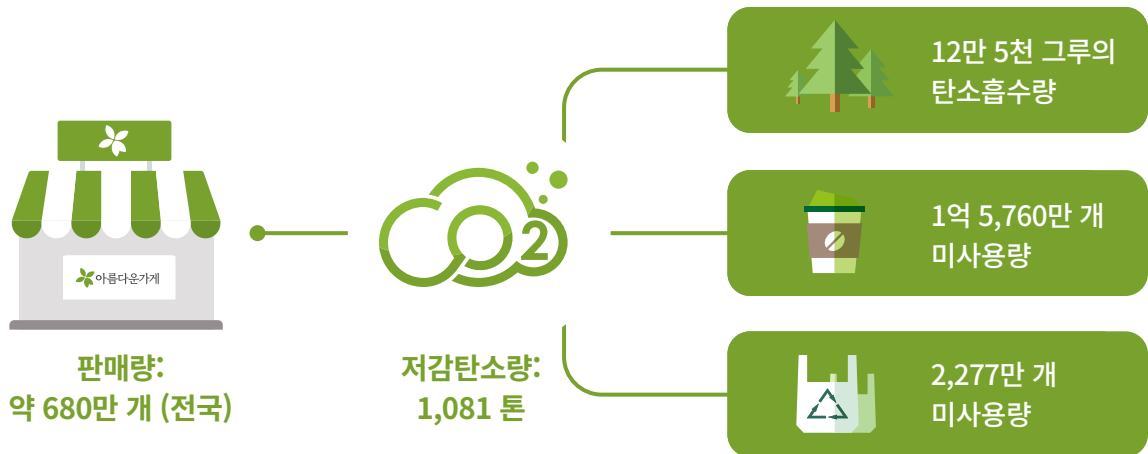 아름다운가게
판매량:
약 680만 개 (전국)
CO2
저감탄소량:
1,081 톤
12만 5천 그루의
탄소흡수량
1억 5,760만 개
미사용량
2,277만 개
미사용량